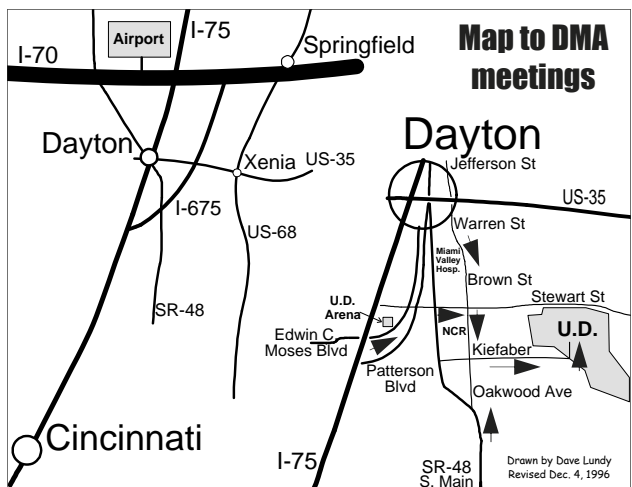 I-70
Airport
I-75
Springfield
Map to DMA
meetings
Dayton
Xenia
US-35
I-675
US-68
SR-48
Cincinnati
Dayton
Jefferson St
US-35
Warren St
Miami
Valley
Hosp.
Brown St
Stewart St
U.D.
Arena
NCR
U.D.
Edwin C.
Moses Blvd
Kiefaber
Patterson
Blvd
Oakwood Ave
I-75
SR-48
S. Main
Drawn by Dave Lundy
Revised Dec. 4, 1996